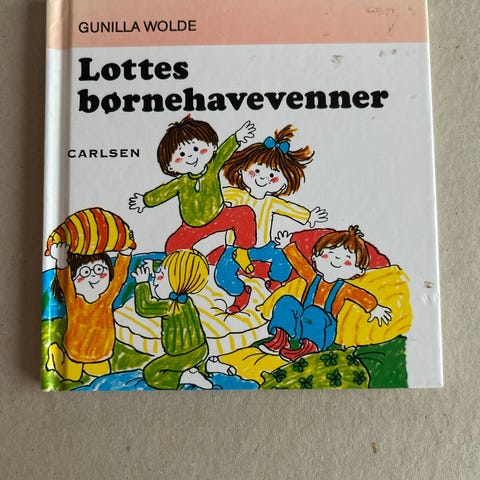 GUNILLA WOLDE
Lottes
børnehavevenner
CARLSEN